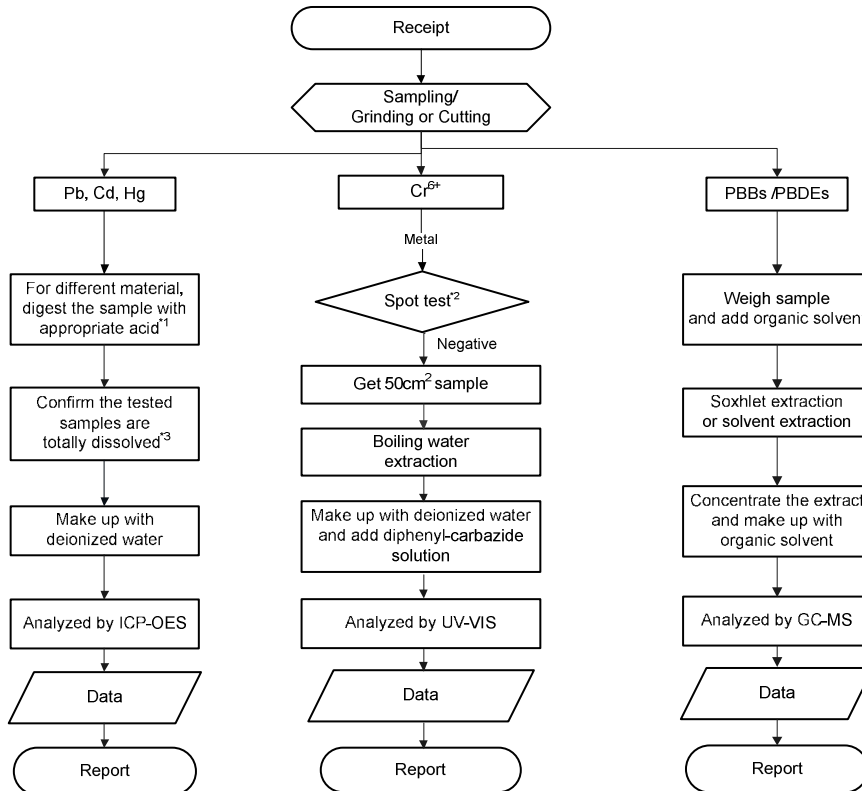 Receipt
Sampling/
Grinding or Cutting
Pb, Cd, Hg
For different material,
digest the sample with
appropriate acid*1
Confirm the tested
samples are
totally dissolved*3
Make up with
deionized water
Analyzed by ICP-OES
Data
Report
Cr6+
Metal
Spot test*2
Negative
Get 50cm2 sample
Boiling water
extraction
Make up with deionized water
and add diphenyl-carbazide
solution
Analyzed by UV-VIS
Data
Report
PBBs /PBDEs
Weigh sample
and add organic solven
Soxhlet extraction
or solvent extraction
Concentrate the extract
and make up with
organic solvent
Analyzed by GC-MS
Data
Report